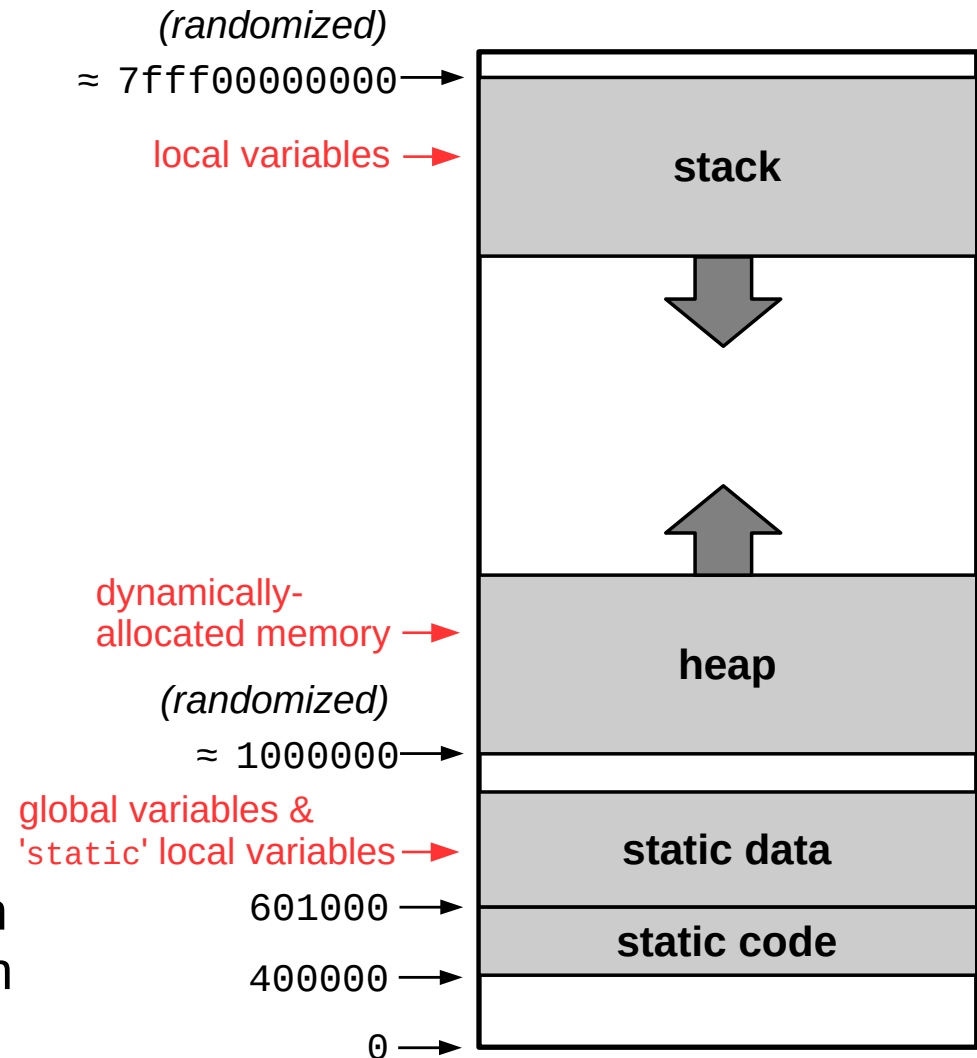 (randomized)
≈ 7fff00000000
local variables
stack
dynamically-
allocated memory
heap
(randomized)
≈ 1000000
global variables &
'static' local variables
static data
601000
static code
400000
0